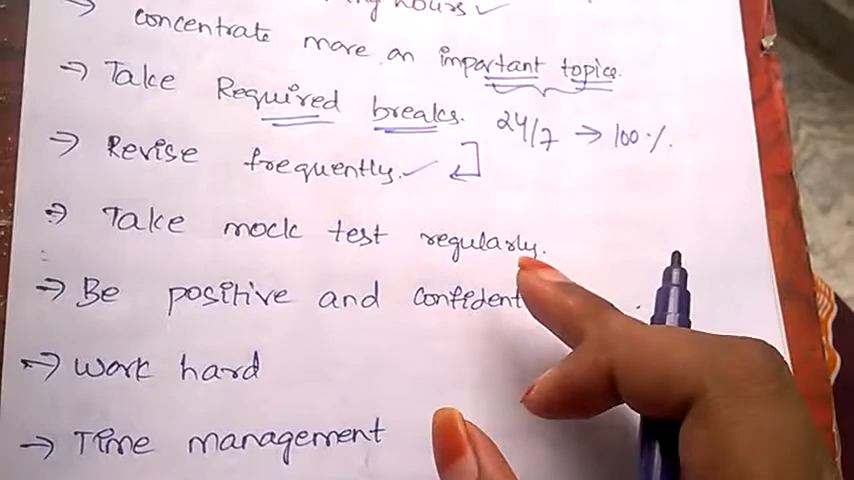 hours ✓
→ concentrate more on important topics.
→ Take Required breaks. 24/7 → 100%.
→ Revise frequently. ✓
→ Take mock test regularly.
→ Be positive and confident
→ work hard
→ Time management